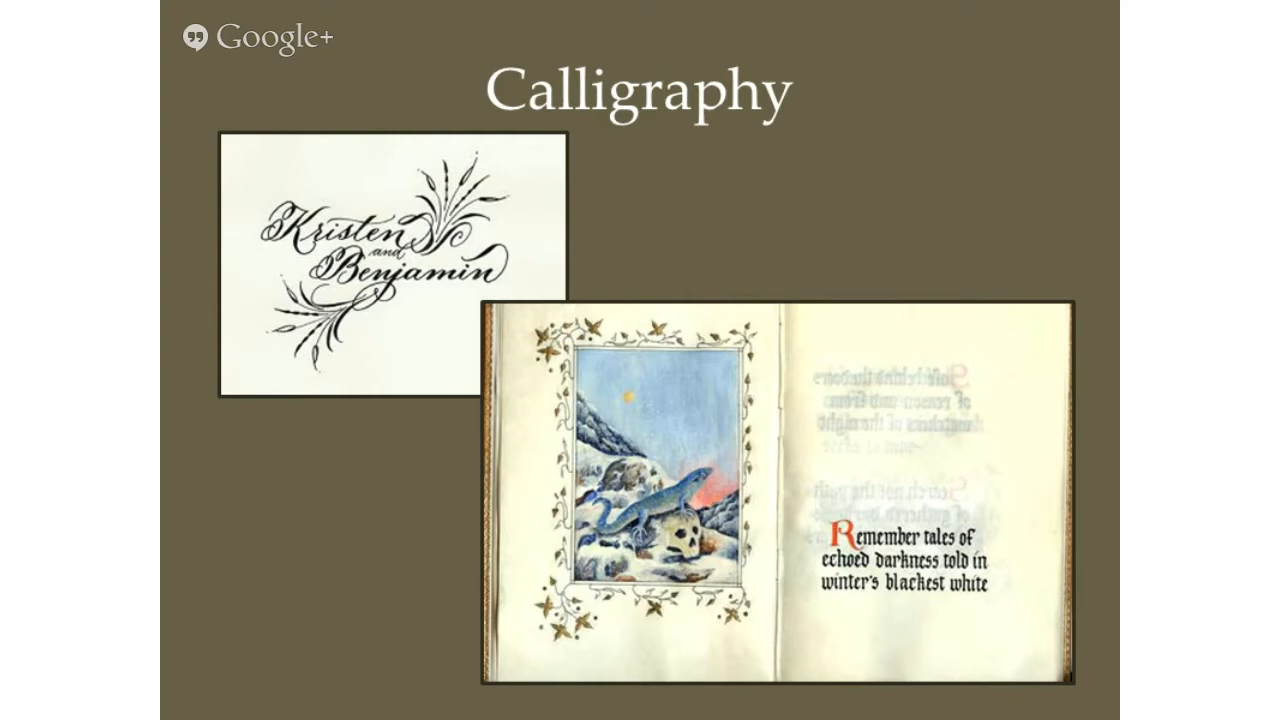 Google+
Calligraphy
Kristen
and
Benjamin
Remember tales of
echoed darkness told in
winter's blackest white